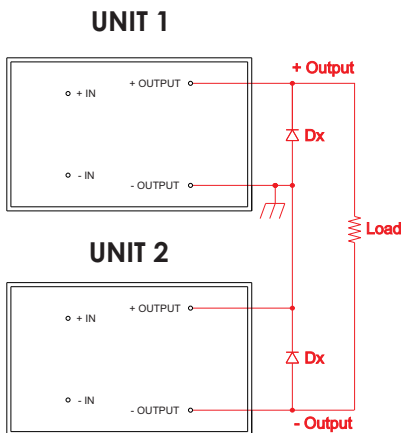 UNIT 1
+ Output
+ OUTPUT
+ IN
Dx
- IN
- OUTPUT
Load
UNIT 2
+ OUTPUT
+ IN
Dx
- IN
- OUTPUT
- Output